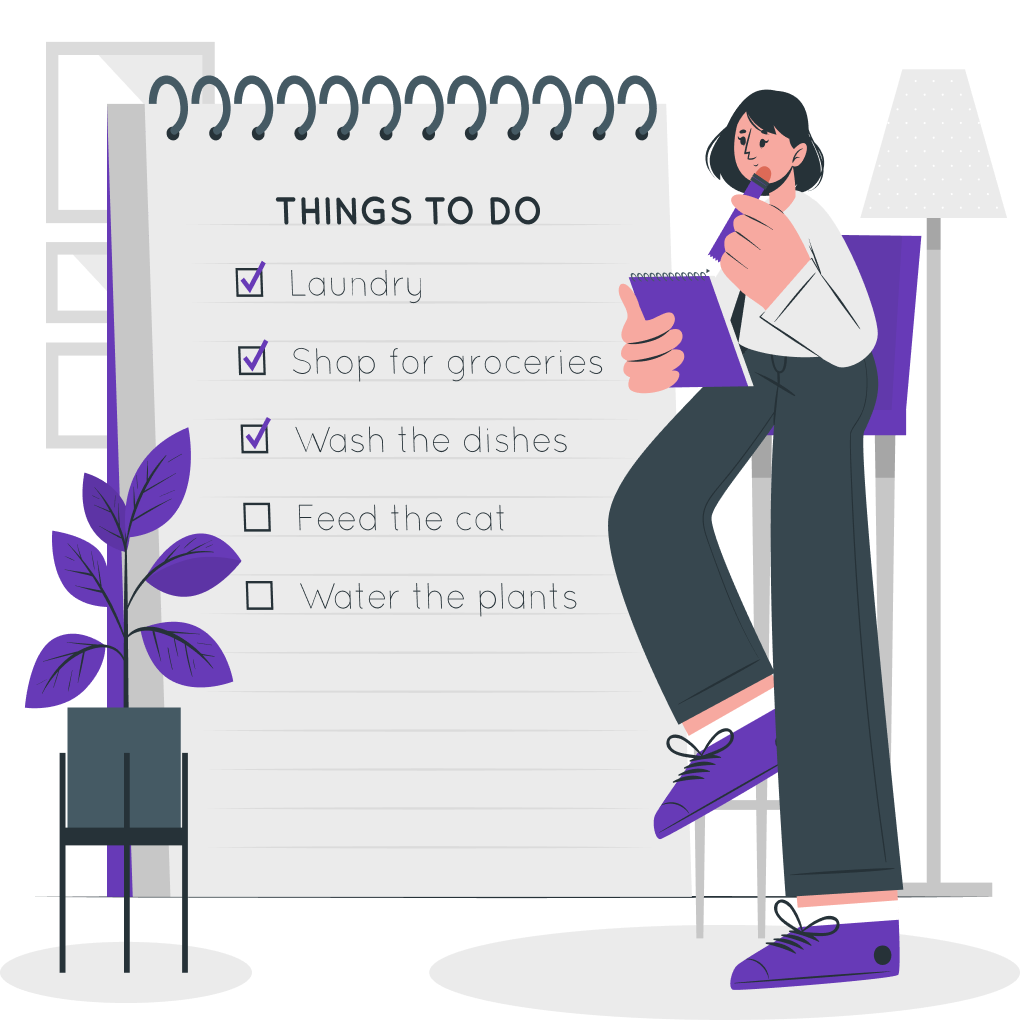 THINGS TO DO
Laundry
Shop for groceries
Wash the dishes
Feed the cat
Water the plants